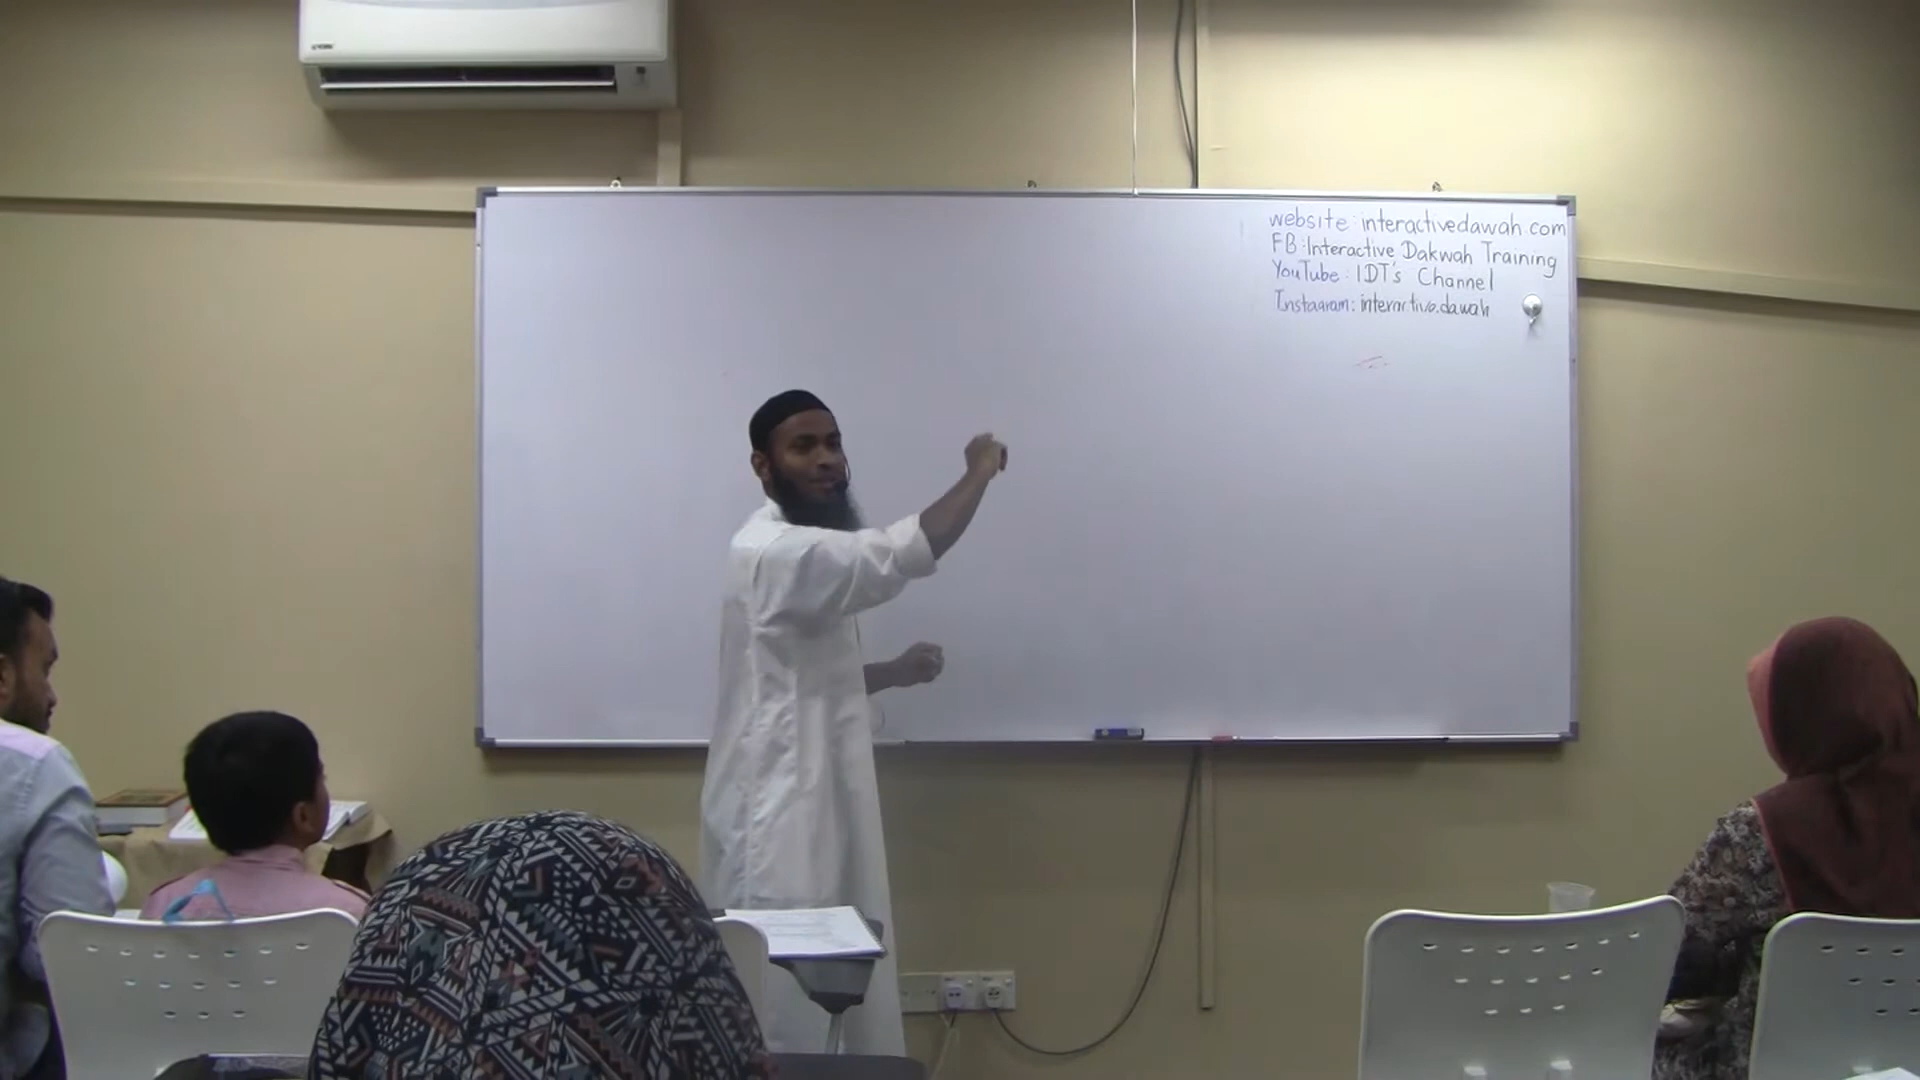 website: interactivedawah.com
FB: Interactive Dakwah Training
YouTube: IDT's Channel
Instagram: interactive.dawah